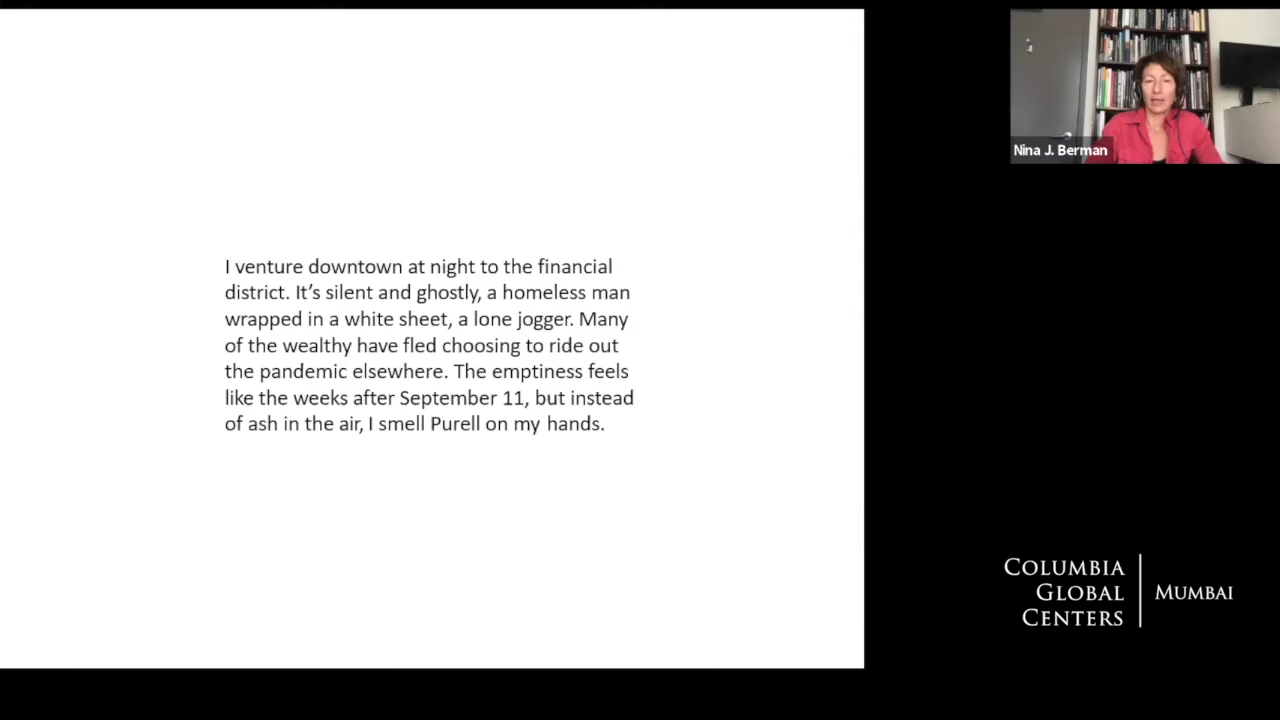 I venture downtown at night to the financial
district. It’s silent and ghostly, a homeless man
wrapped in a white sheet, a lone jogger. Many
of the wealthy have fled choosing to ride out
the pandemic elsewhere. The emptiness feels
like the weeks after September 11, but instead
of ash in the air, I smell Purell on my hands.
Nina J. Berman
COLUMBIA
GLOBAL
CENTERS
MUMBAI